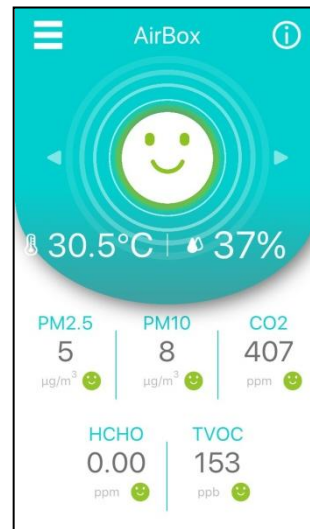 AirBox
30.5°C 37%
PM2.5 PM10 CO2
5 8 407
µg/m³ µg/m³ ppm
HCHO TVOC
0.00 153
ppm ppb